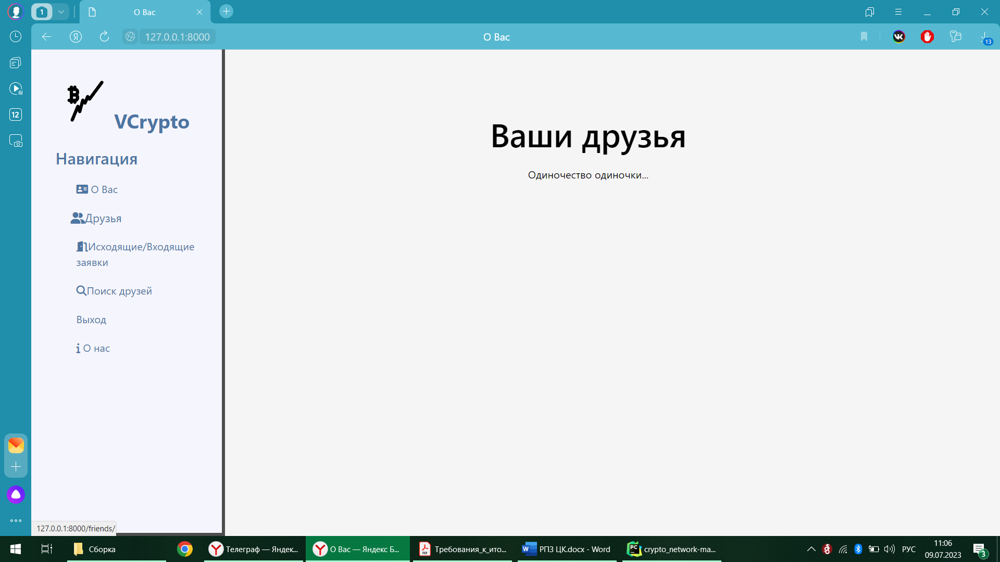 1
О Вас
127.0.0.1:8000
О Вас
13
12
VCrypto
Навигация
О Вас
Друзья
Исходящие/Входящие
заявки
Поиск друзей
Выход
О нас
Ваши друзья
Одиночество одиночки...
127.0.0.1:8000/friends/
Сборка
Телеграф — Яндек...
О Вас — Яндекс Б...
Требования_к_ито...
РПЗ ЦК.docx - Word
crypto_network-ma...
РУС
11:06
09.07.2023
3